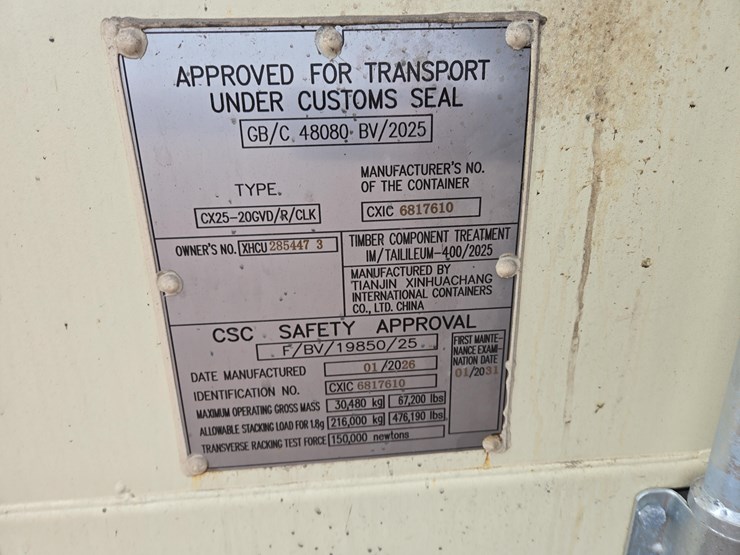 APPROVED FOR TRANSPORT
UNDER CUSTOMS SEAL
GB/C 48080 BV/2025
TYPE.
CX25-20GVD/R/CLK
MANUFACTURER'S NO.
OF THE CONTAINER
CXIC 6817610
OWNER'S NO. XHCU 285447 3
TIMBER COMPONENT TREATMENT
IM/TAILILEUM-400/2025
MANUFACTURED BY
TIANJIN XINHUACHANG
INTERNATIONAL CONTAINERS
CO., LTD. CHINA
CSC SAFETY APPROVAL
F/BV/19850/25
DATE MANUFACTURED 01/2026
IDENTIFICATION NO. CXIC 6817610
MAXIMUM OPERATING GROSS MASS 30,480 kg 67,200 lbs
ALLOWABLE STACKING LOAD FOR 1.8g 216,000 kg 476,190 lbs
TRANSVERSE RACKING TEST FORCE 150,000 newtons
FIRST MAINTE-
NANCE EXAMI-
NATION DATE
01/2031